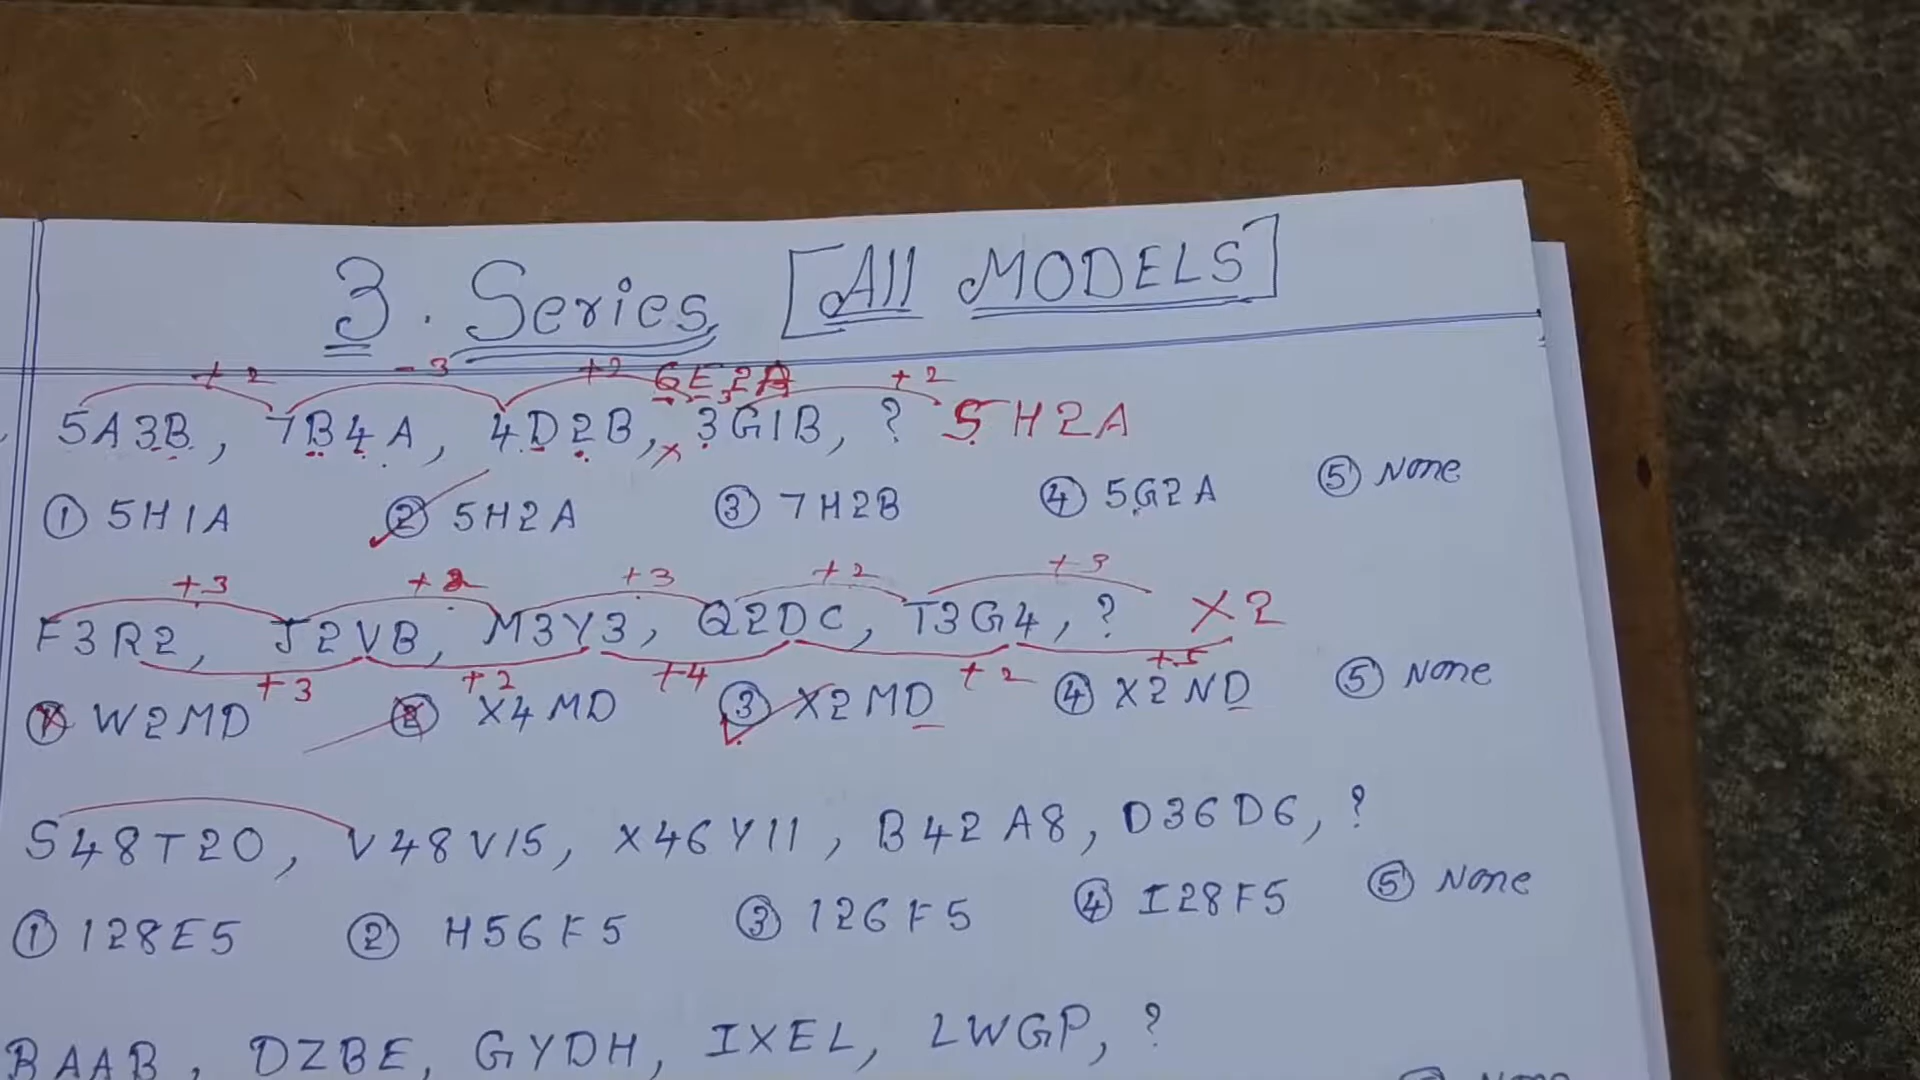 3. Series [All MODELS]
+2 -3 +2 6E2A +2
5A3B, 7B4A, 4D2B, x 3G1B, ? 5H2A
① 5H1A ② 5H2A ③ 7H2B ④ 5G2A ⑤ None
+3 +2 +3 +2 +3
F3R2, J2VB, M3Y3, Q2DC, T3G4, ? X2
+3 +2 +4 +2 +5
① W2MD ② X4MD ③ X2MD ④ X2ND ⑤ None
S48T20, V48V15, X46Y11, B42A8, D36D6, ?
① 128E5 ② H56F5 ③ 126F5 ④ I28F5 ⑤ None
BAAB, DZBE, GYDH, IXEL, LWGP, ?
None